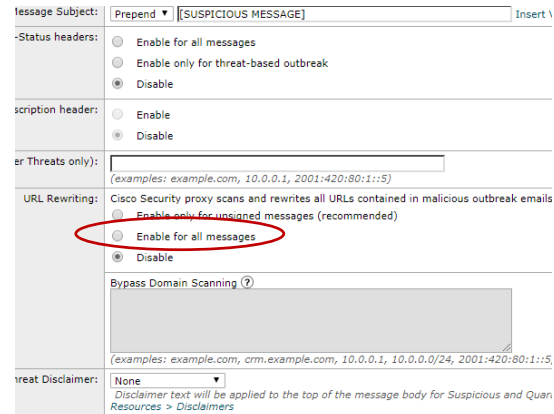 Message Subject: Prepend [SUSPICIOUS MESSAGE] Insert
-Status headers:
Enable for all messages
Enable only for threat-based outbreak
Disable
scription header:
Enable
Disable
er Threats only):
(examples: example.com, 10.0.0.1, 2001:420:80:1::5)
URL Rewriting: Cisco Security proxy scans and rewrites all URLs contained in malicious outbreak emails
Enable only for unsigned messages (recommended)
Enable for all messages
Disable
Bypass Domain Scanning (?)
(examples: example.com, crm.example.com, 10.0.0.1, 10.0.0.0/24, 2001:420:80:1::5)
hreat Disclaimer: None
Disclaimer text will be applied to the top of the message body for Suspicious and Quar
Resources > Disclaimers